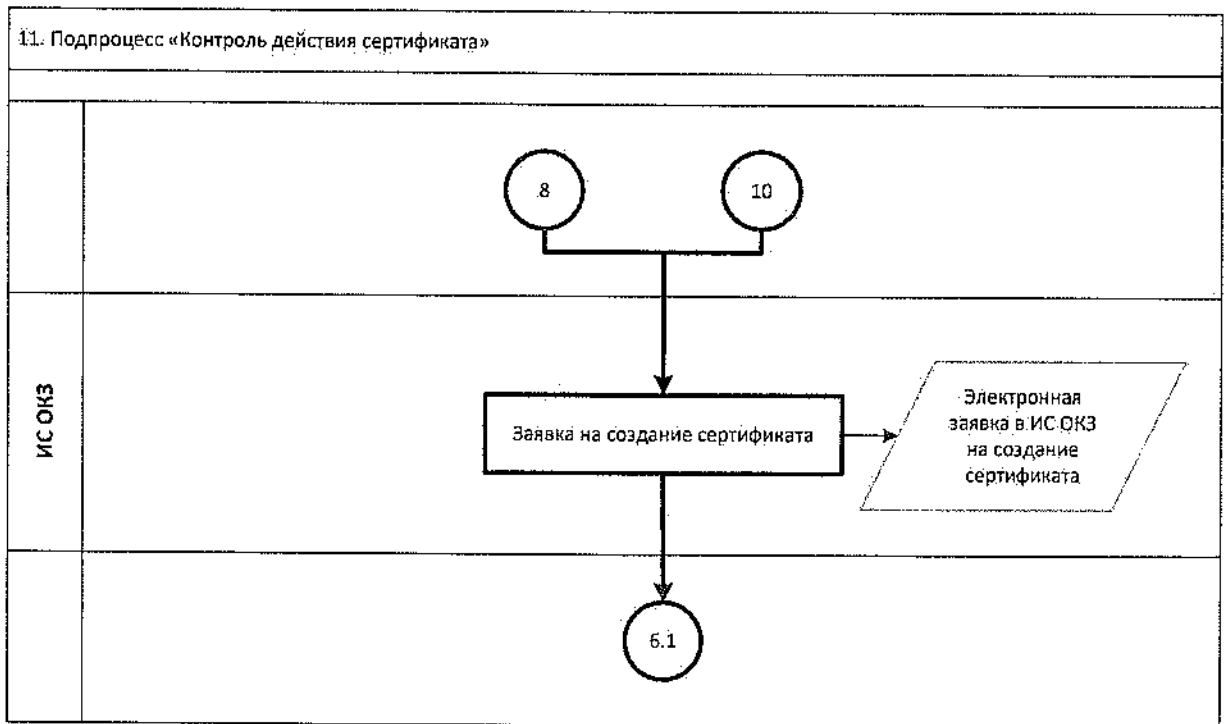 11. Подпроцесс «Контроль действия сертификата»
8
10
ИС ОКЗ
Заявка на создание сертификата
Электронная
заявка в ИС ОКЗ
на создание
сертификата
6.1